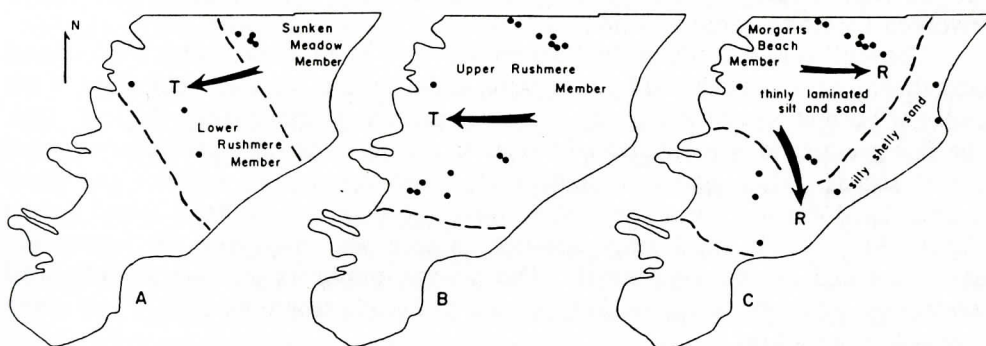 N
Sunken
Meadow
Member
T
Lower
Rushmere
Member
A
Upper Rushmere
Member
T
B
Morgarts
Beach
Member
R
thinly laminated
silt and sand
silty shelly sand
R
C